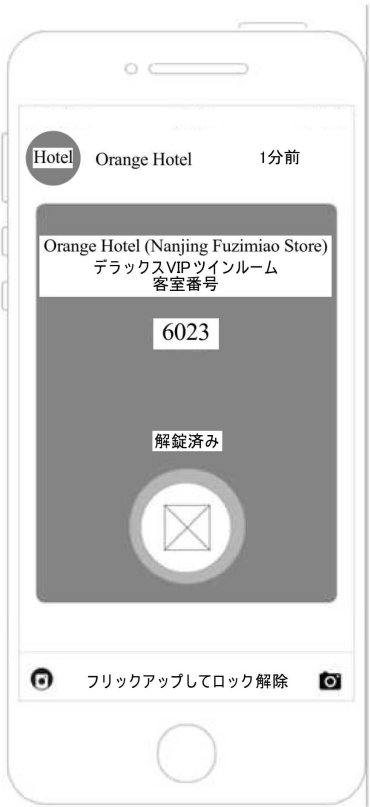 Hotel
Orange Hotel
1分前
Orange Hotel (Nanjing Fuzimiao Store)
デラックスVIPツインルーム
客室番号
6023
解錠済み
フリックアップしてロック解除